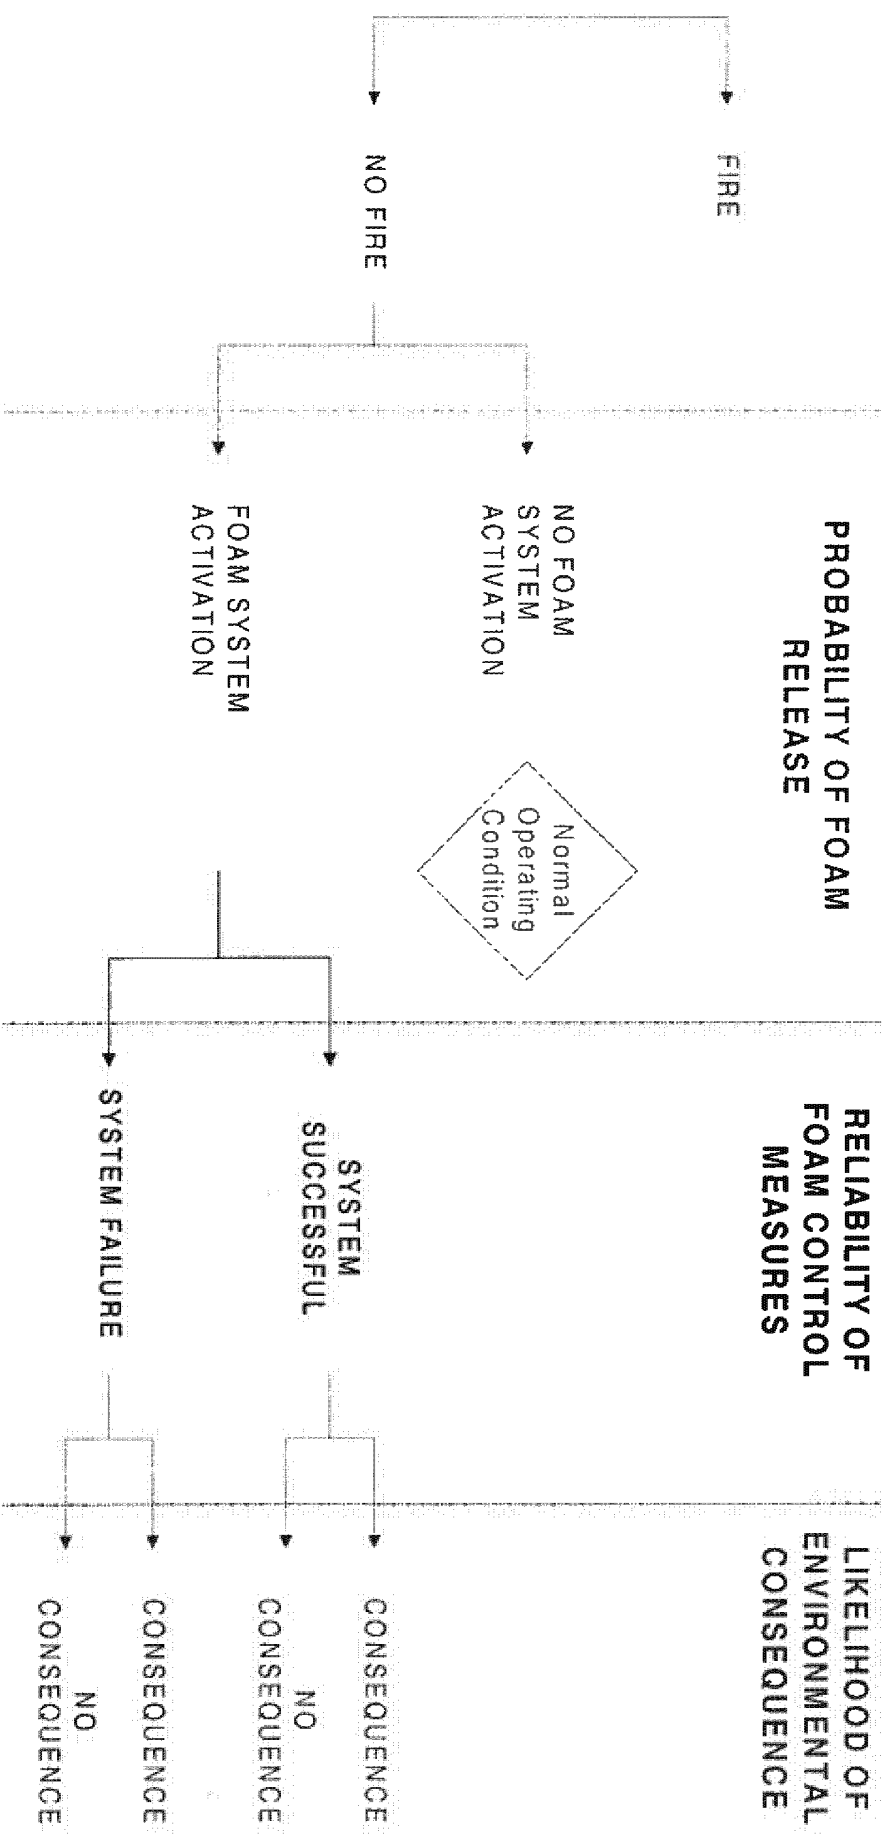 PROBABILITY OF FOAM
RELEASE
RELIABILITY OF
FOAM CONTROL
MEASURES
LIKELIHOOD OF
ENVIRONMENTAL
CONSEQUENCE
FIRE
NO FIRE
NO FOAM
SYSTEM
ACTIVATION
Normal
Operating
Condition
FOAM SYSTEM
ACTIVATION
SYSTEM
SUCCESSFUL
SYSTEM FAILURE
CONSEQUENCE
NO
CONSEQUENCE
CONSEQUENCE
NO
CONSEQUENCE